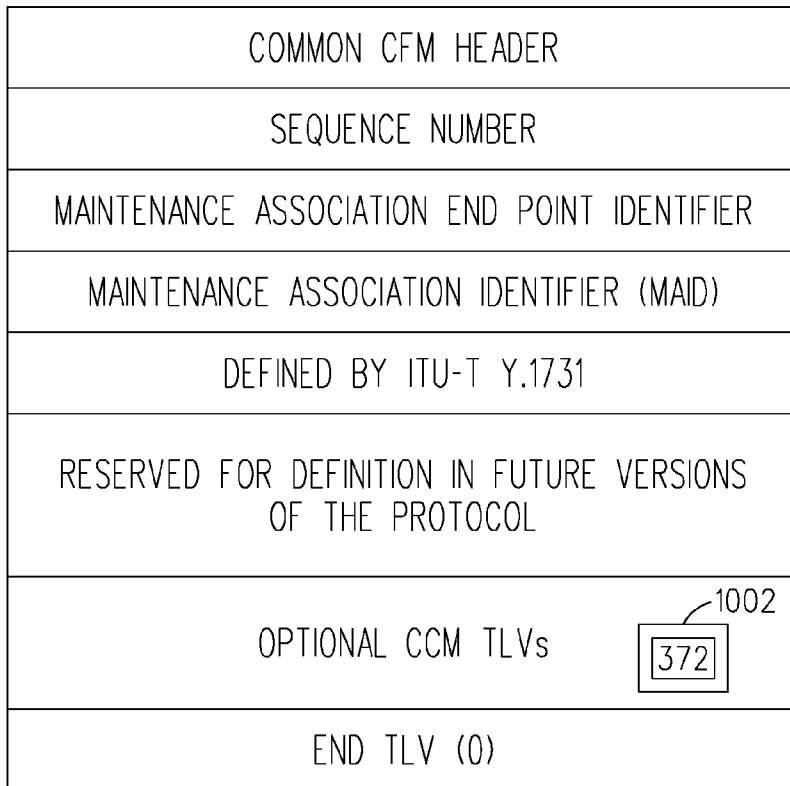 COMMON CFM HEADER
SEQUENCE NUMBER
MAINTENANCE ASSOCIATION END POINT IDENTIFIER
MAINTENANCE ASSOCIATION IDENTIFIER (MAID)
DEFINED BY ITU-T Y.1731
RESERVED FOR DEFINITION IN FUTURE VERSIONS
OF THE PROTOCOL
1002
OPTIONAL CCM TLVs
372
END TLV (0)